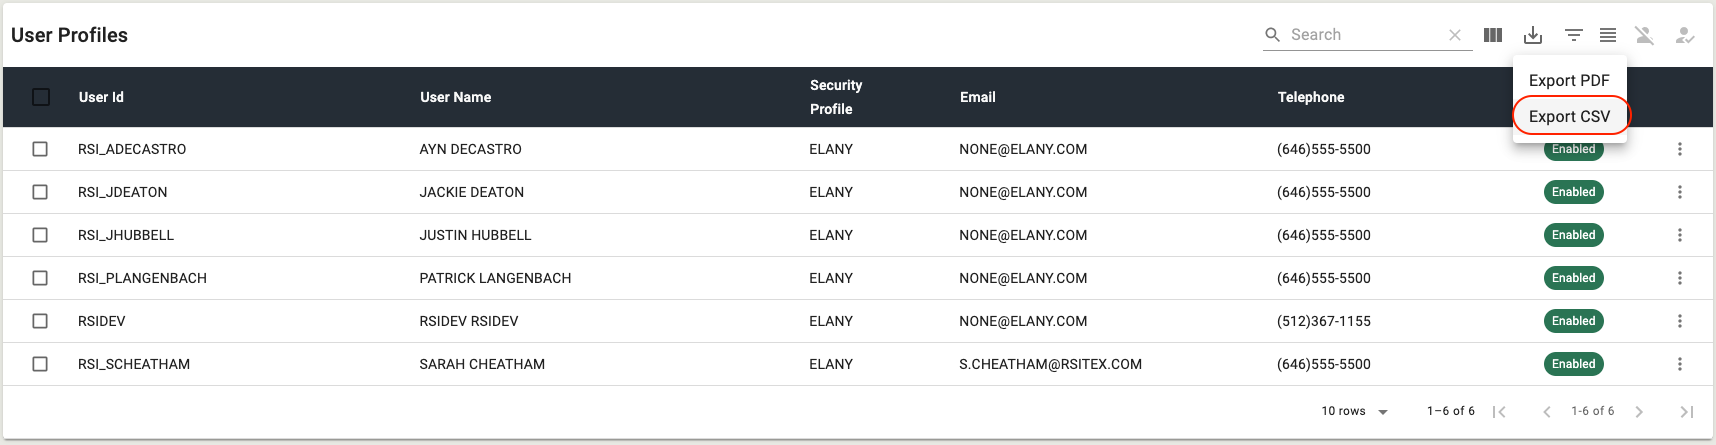 User Profiles
Search
Export PDF
Export CSV
User Id User Name Security Profile Email Telephone
RSI_ADECASTRO AYN DECASTRO ELANY NONE@ELANY.COM (646)555-5500 Enabled
RSI_JDEATON JACKIE DEATON ELANY NONE@ELANY.COM (646)555-5500 Enabled
RSI_JHUBBELL JUSTIN HUBBELL ELANY NONE@ELANY.COM (646)555-5500 Enabled
RSI_PLANGENBACH PATRICK LANGENBACH ELANY NONE@ELANY.COM (646)555-5500 Enabled
RSIDEV RSIDEV RSIDEV ELANY NONE@ELANY.COM (512)367-1155 Enabled
RSI_SCHEATHAM SARAH CHEATHAM ELANY S.CHEATHAM@RSITEX.COM (646)555-5500 Enabled
10 rows 1–6 of 6 1-6 of 6